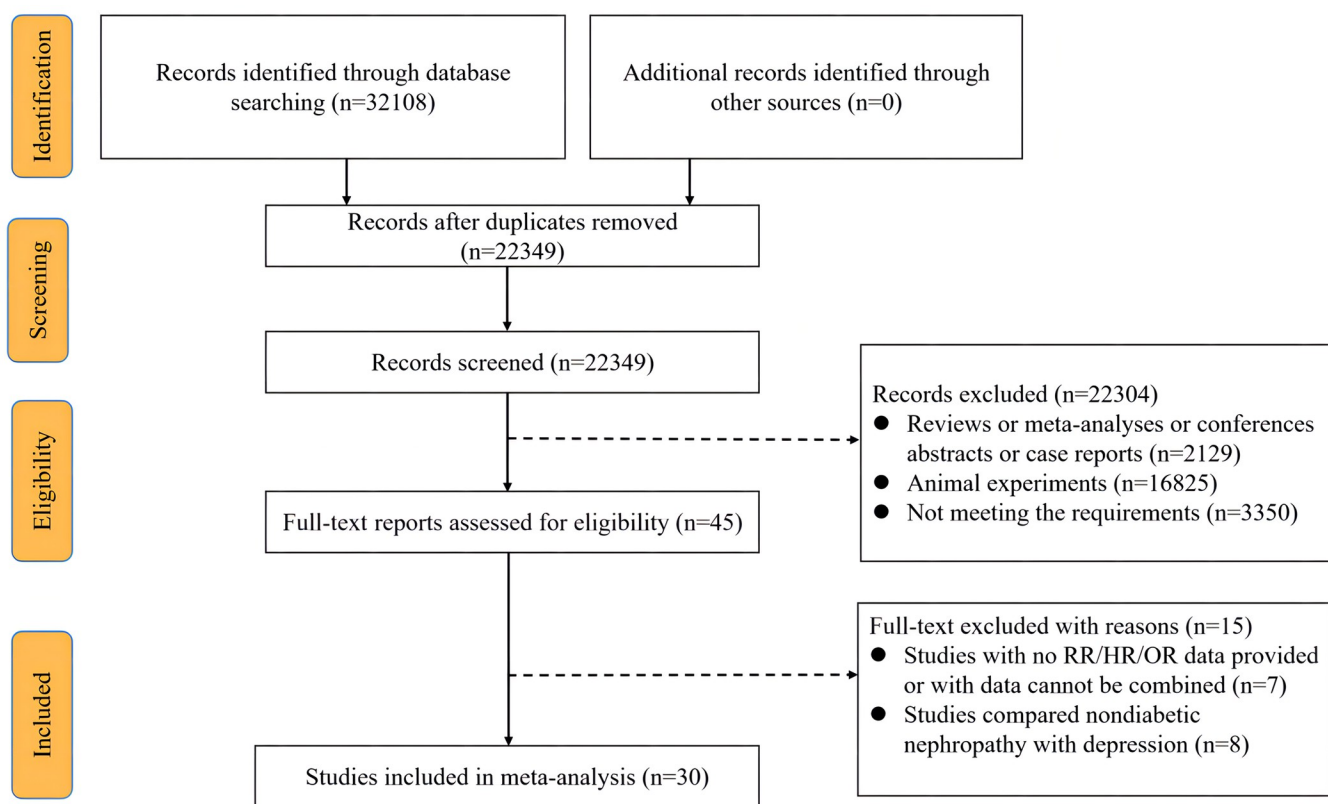 Identification
Records identified through database
searching (n=32108)
Additional records identified through
other sources (n=0)
Screening
Records after duplicates removed
(n=22349)
Records screened (n=22349)
Records excluded (n=22304)
● Reviews or meta-analyses or conferences
abstracts or case reports (n=2129)
● Animal experiments (n=16825)
● Not meeting the requirements (n=3350)
Eligibility
Full-text reports assessed for eligibility (n=45)
Full-text excluded with reasons (n=15)
● Studies with no RR/HR/OR data provided
or with data cannot be combined (n=7)
● Studies compared nondiabetic
nephropathy with depression (n=8)
Included
Studies included in meta-analysis (n=30)